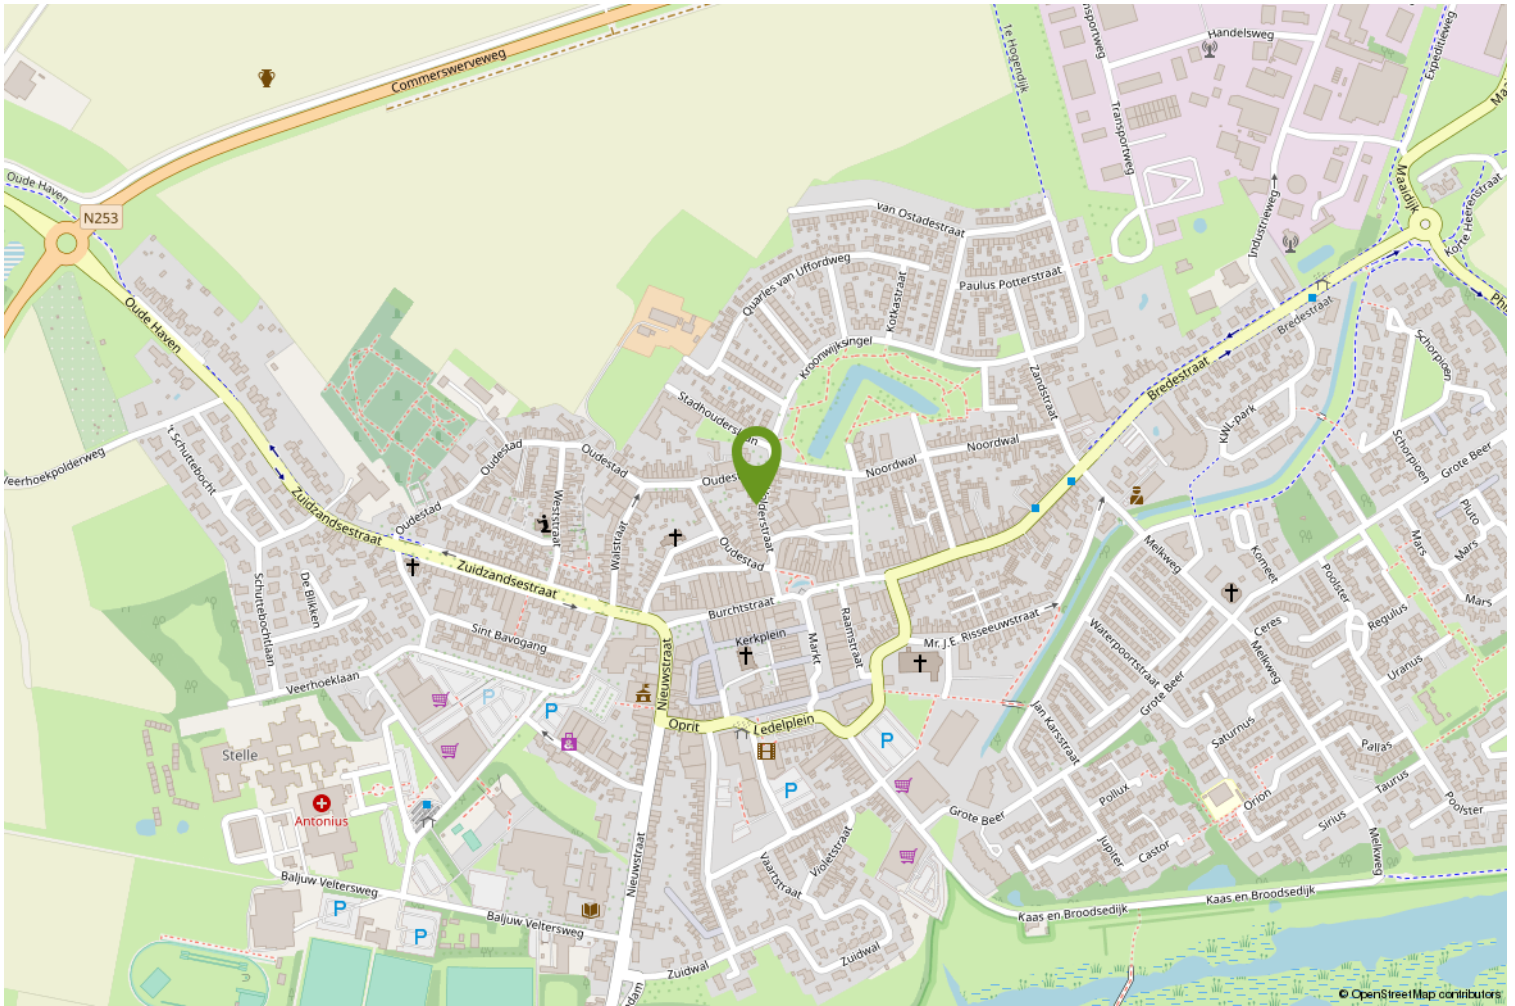 1e Hogendijk
Transportweg
Handelsweg
Expeditieweg
Commerswerveweg
Transportweg
Oude Haven
N253
Maaidijk
Korte Heerenstraat
van Ostadestraat
Industrieweg
Quarles van Uffordweg
Paulus Potterstraat
Kotkastraat
Oude Haven
Bredestraat
Kroonwijksingel
Schorpioen
Zandstraat
Bredestraat
Stadhouderslaan
KWL-park
't Schuttebocht
Oudestad
Oudestad
Noordwal
Noordwal
Schorpioen
Grote Beer
Veerhoekpolderweg
Zuidzandsestraat
Oudestad
Weststraat
Walstraat
Oudestad
Pluto
Mars
Mars
Melkweg
Komeet
Poolster
Zuidzandsestraat
Schuttebochtlaan
De Blikken
Burchtstraat
Raamstraat
Mr. J.E. Risseeuwstraat
Ceres
Regulus
Mars
Sint Bavogang
Kerkplein
Markt
Waterpoortstraat
Melkweg
Uranus
Veerhoeklaan
Nieuwstraat
P
P
Oprit
Ledelplein
P
Grote Beer
Jan Karsstraat
Saturnus
Pallas
Stelle
Antonius
P
Pollux
Orion
Taurus
Sirius
Poolster
Grote Beer
Jupiter
Castor
Melkweg
Nieuwstraat
Vaartstraat
Violetstraat
Baljuw Veltersweg
P
P
Baljuw Veltersweg
Kaas en Broodsedijk
Kaas en Broodsedijk
Zuidwal
Zuidwal
© OpenStreetMap contributors